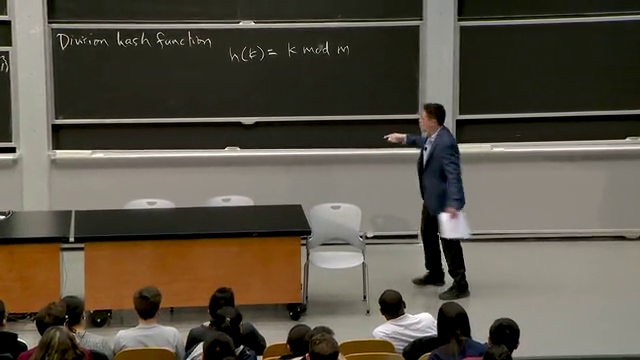 Division hash function
h(k) = k mod m